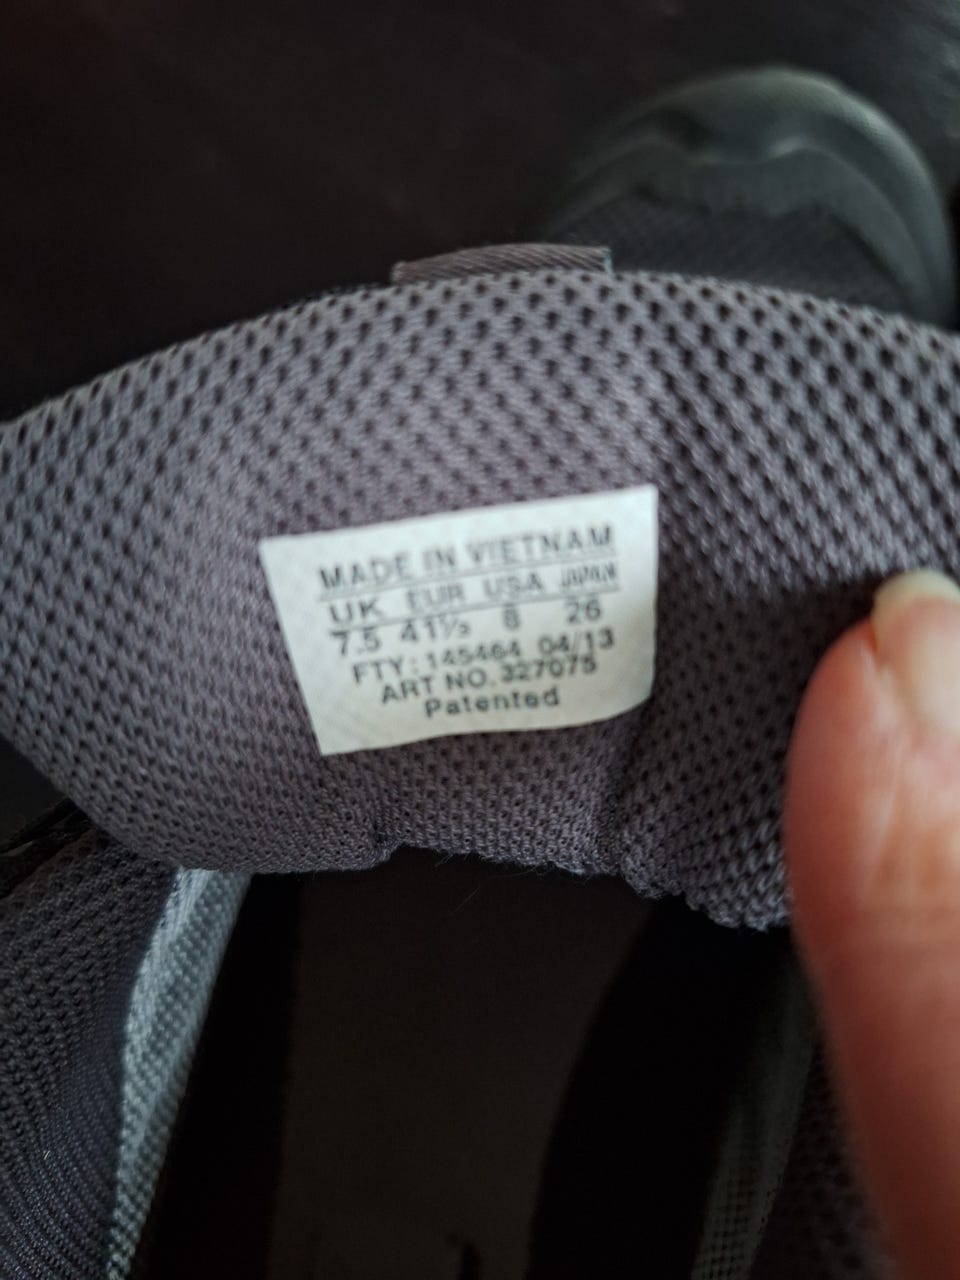 MADE IN VIETNAM
UK EUR USA JAPAN
7.5 41⅓ 8 26
FTY: 145464 04/13
ART NO. 327075
Patented